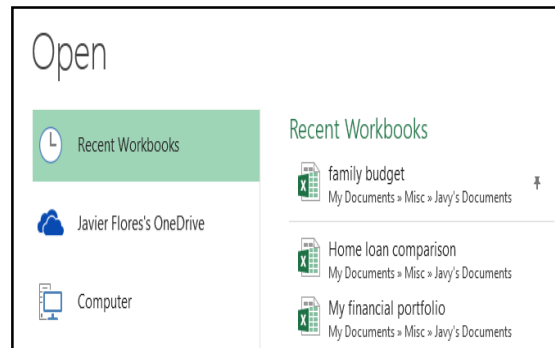 Open
Recent Workbooks
Javier Flores's OneDrive
Computer
Recent Workbooks
family budget
My Documents » Misc » Javy's Documents
Home loan comparison
My Documents » Misc » Javy's Documents
My financial portfolio
My Documents » Misc » Javy's Documents